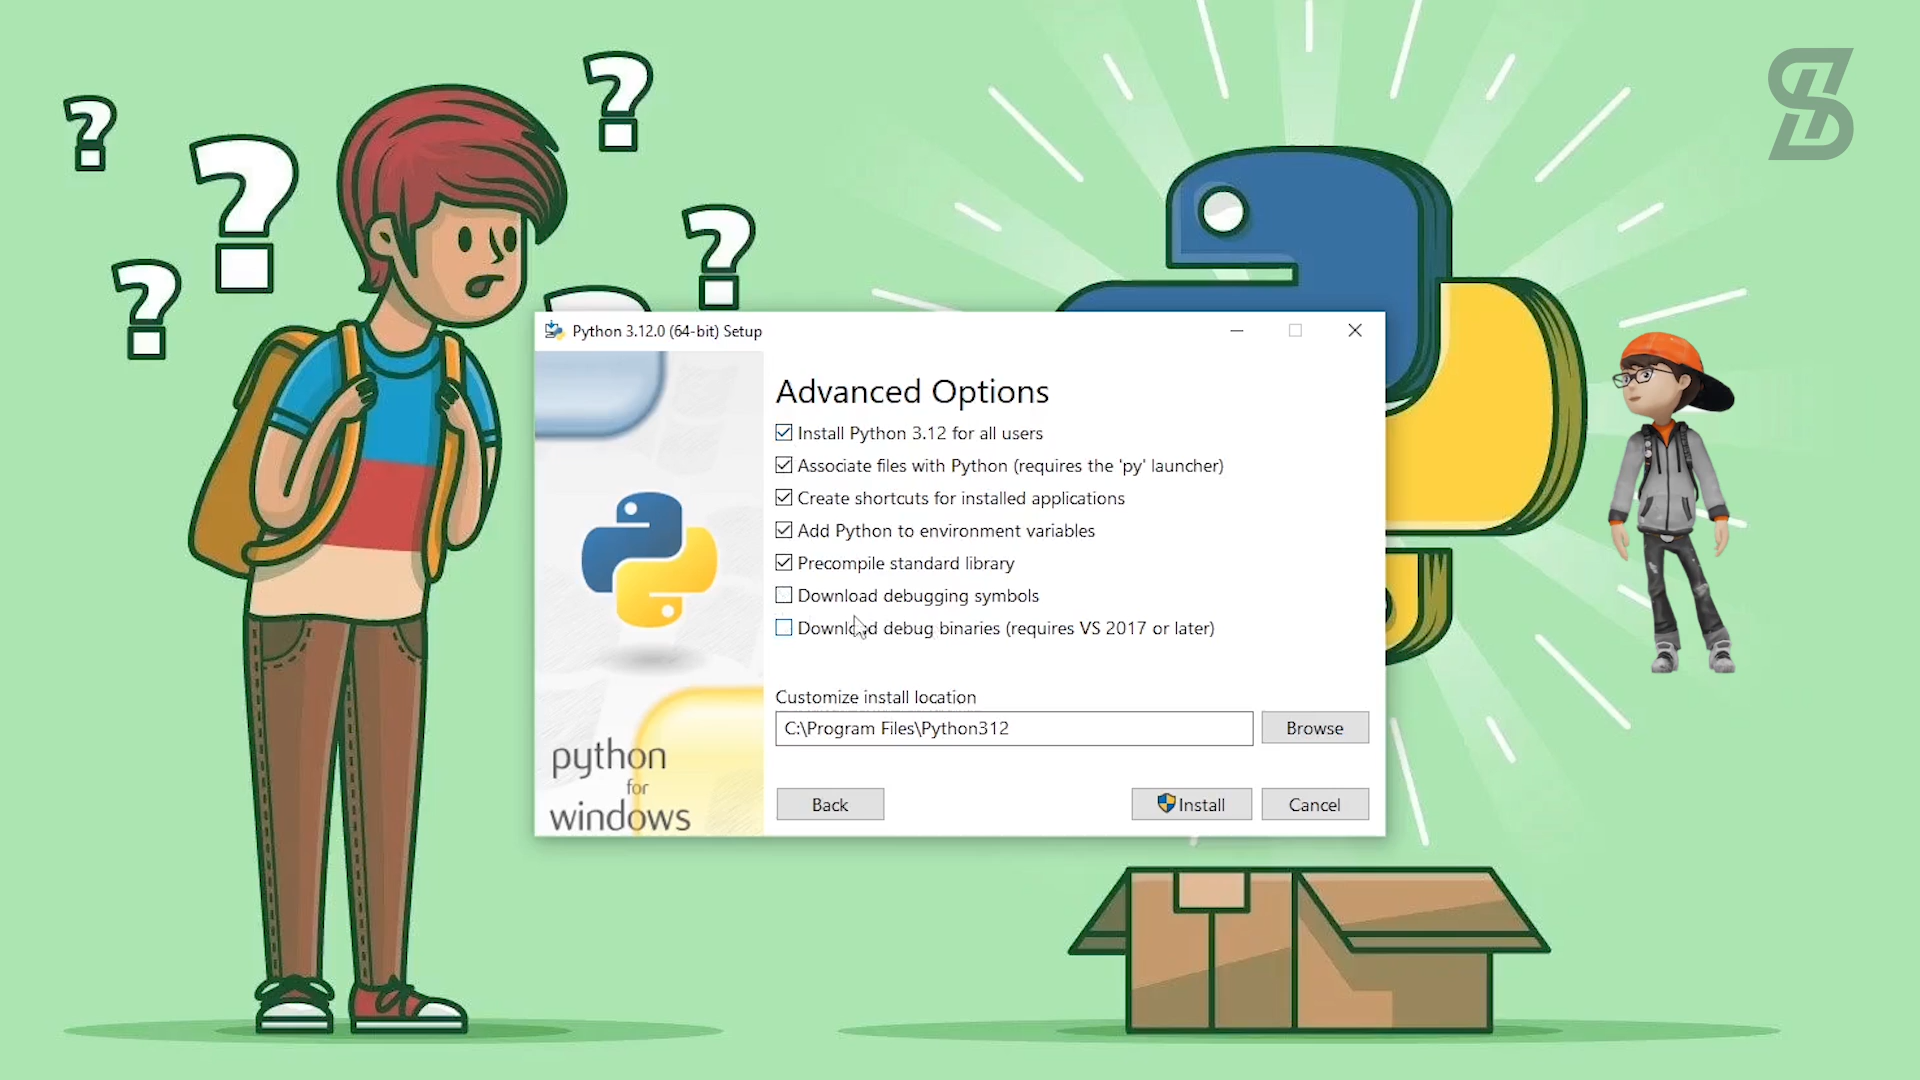 ?
?
?
?
?
Python 3.12.0 (64-bit) Setup
Advanced Options
Install Python 3.12 for all users
Associate files with Python (requires the 'py' launcher)
Create shortcuts for installed applications
Add Python to environment variables
Precompile standard library
Download debugging symbols
Download debug binaries (requires VS 2017 or later)
Customize install location
C:\Program Files\Python312
Browse
python
for
windows
Back
Install
Cancel